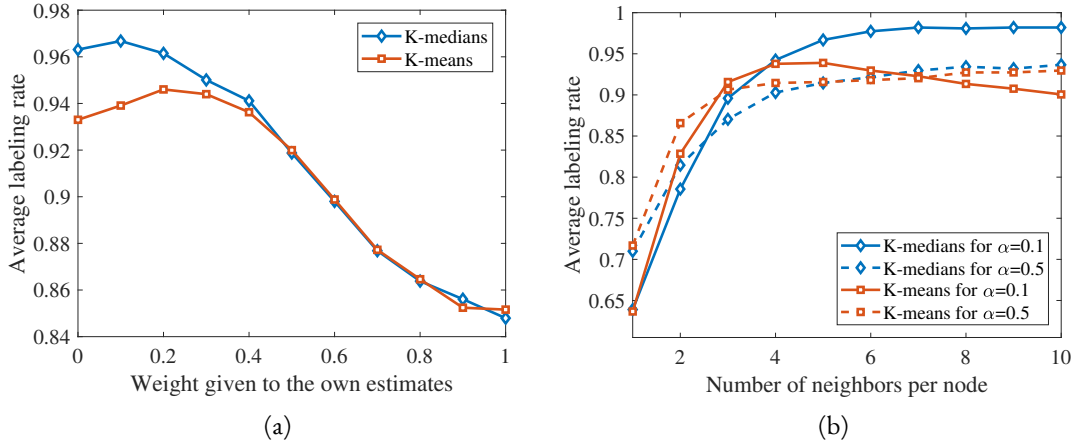 0.98
0.96
0.94
0.92
0.9
0.88
0.86
0.84
Average labeling rate
K-medians
K-means
0 0.2 0.4 0.6 0.8 1
Weight given to the own estimates
(a)
1
0.95
0.9
0.85
0.8
0.75
0.7
0.65
Average labeling rate
K-medians for α=0.1
K-medians for α=0.5
K-means for α=0.1
K-means for α=0.5
2 4 6 8 10
Number of neighbors per node
(b)